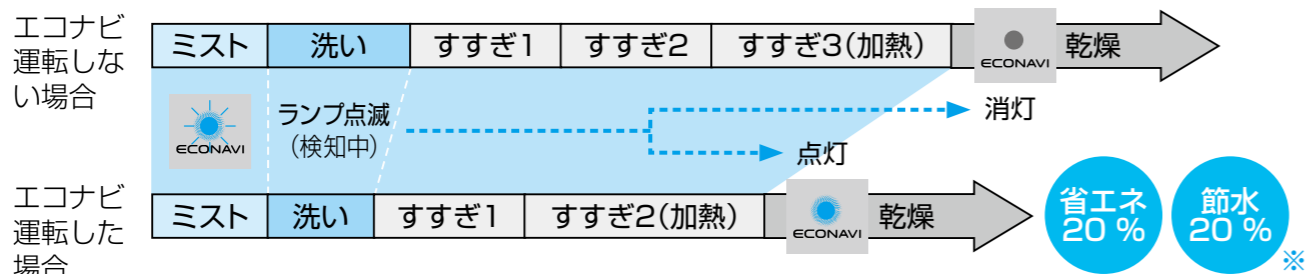 エコナビ
運転しな
い場合
ミスト
洗い
すすぎ1
すすぎ2
すすぎ3(加熱)
ECONAVI
乾燥
ECONAVI
ランプ点滅
(検知中)
消灯
点灯
エコナビ
運転した
場合
ミスト
洗い
すすぎ1
すすぎ2(加熱)
ECONAVI
乾燥
省エネ
20 %
節水
20 %
※